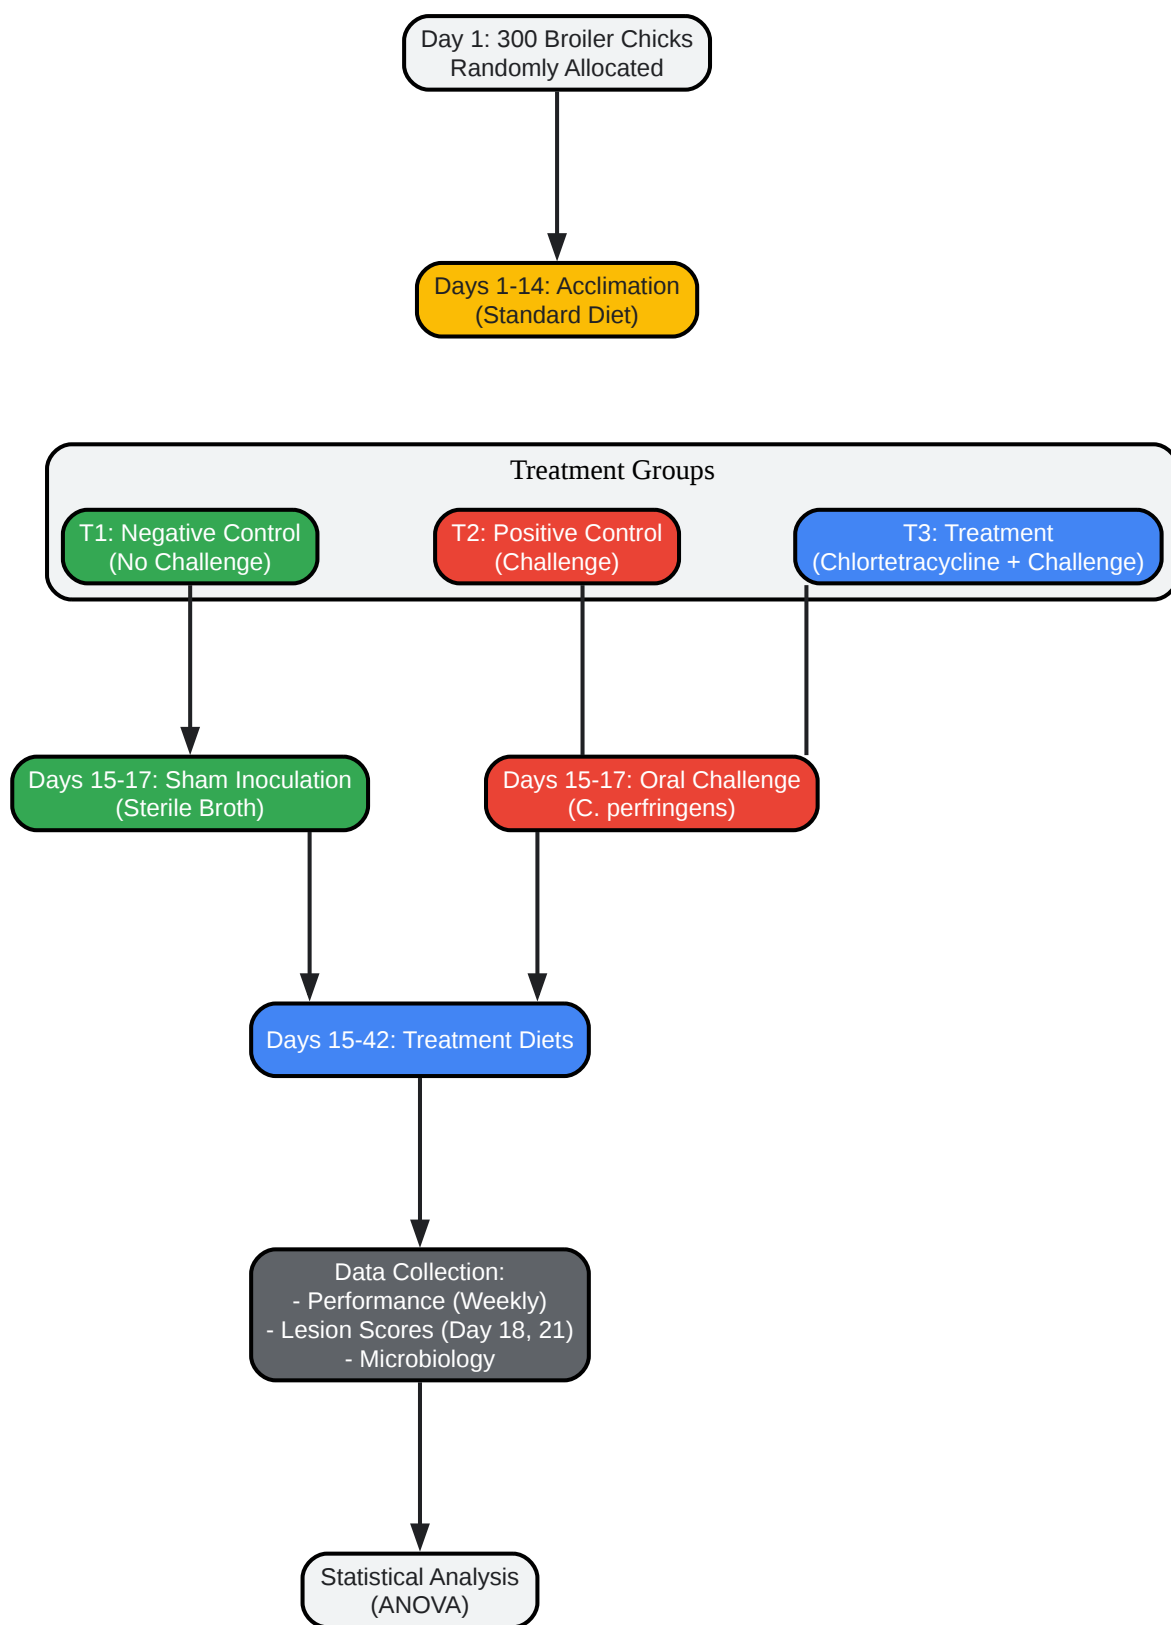 Day 1: 300 Broiler Chicks
Randomly Allocated
Days 1-14: Acclimation
(Standard Diet)
Treatment Groups
T1: Negative Control
(No Challenge)
T2: Positive Control
(Challenge)
T3: Treatment
(Chlortetracycline + Challenge)
Days 15-17: Sham Inoculation
(Sterile Broth)
Days 15-17: Oral Challenge
(C. perfringens)
Days 15-42: Treatment Diets
Data Collection:
- Performance (Weekly)
- Lesion Scores (Day 18, 21)
- Microbiology
Statistical Analysis
(ANOVA)